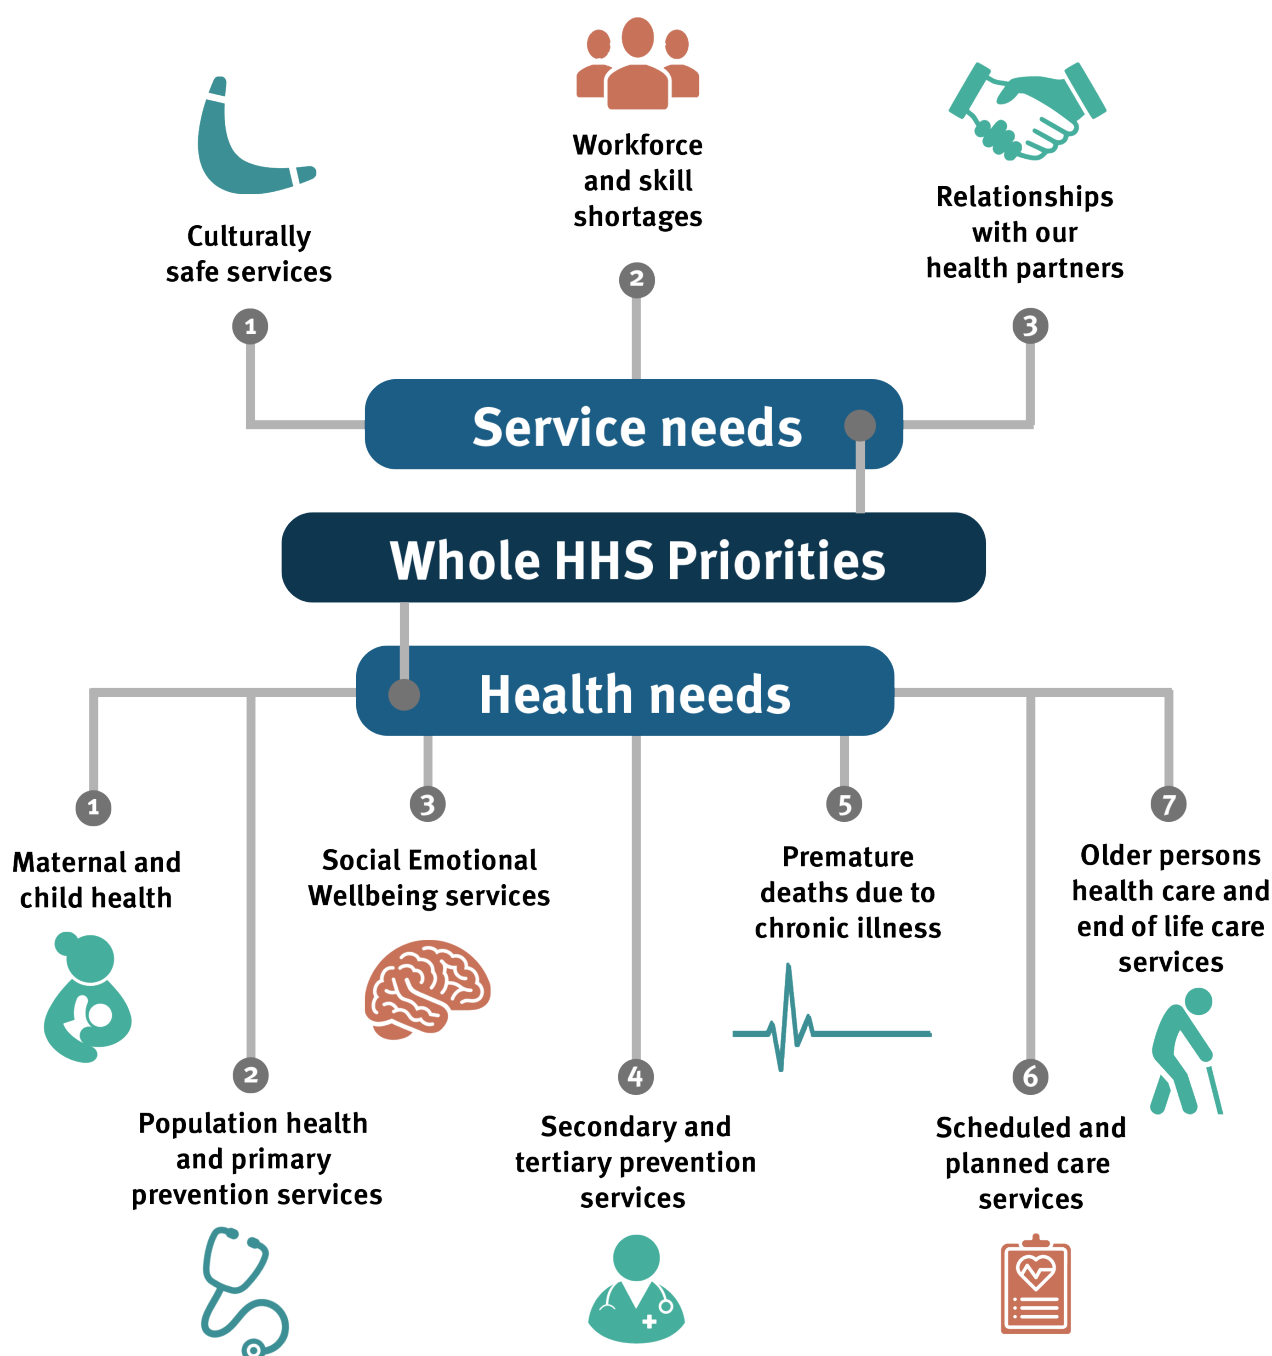 Workforce
and skill
shortages
2
Culturally
safe services
1
Relationships
with our
health partners
3
Service needs
Whole HHS Priorities
Health needs
1
Maternal and
child health
2
Population health
and primary
prevention services
3
Social Emotional
Wellbeing services
4
Secondary and
tertiary prevention
services
5
Premature
deaths due to
chronic illness
6
Scheduled and
planned care
services
7
Older persons
health care and
end of life care
services